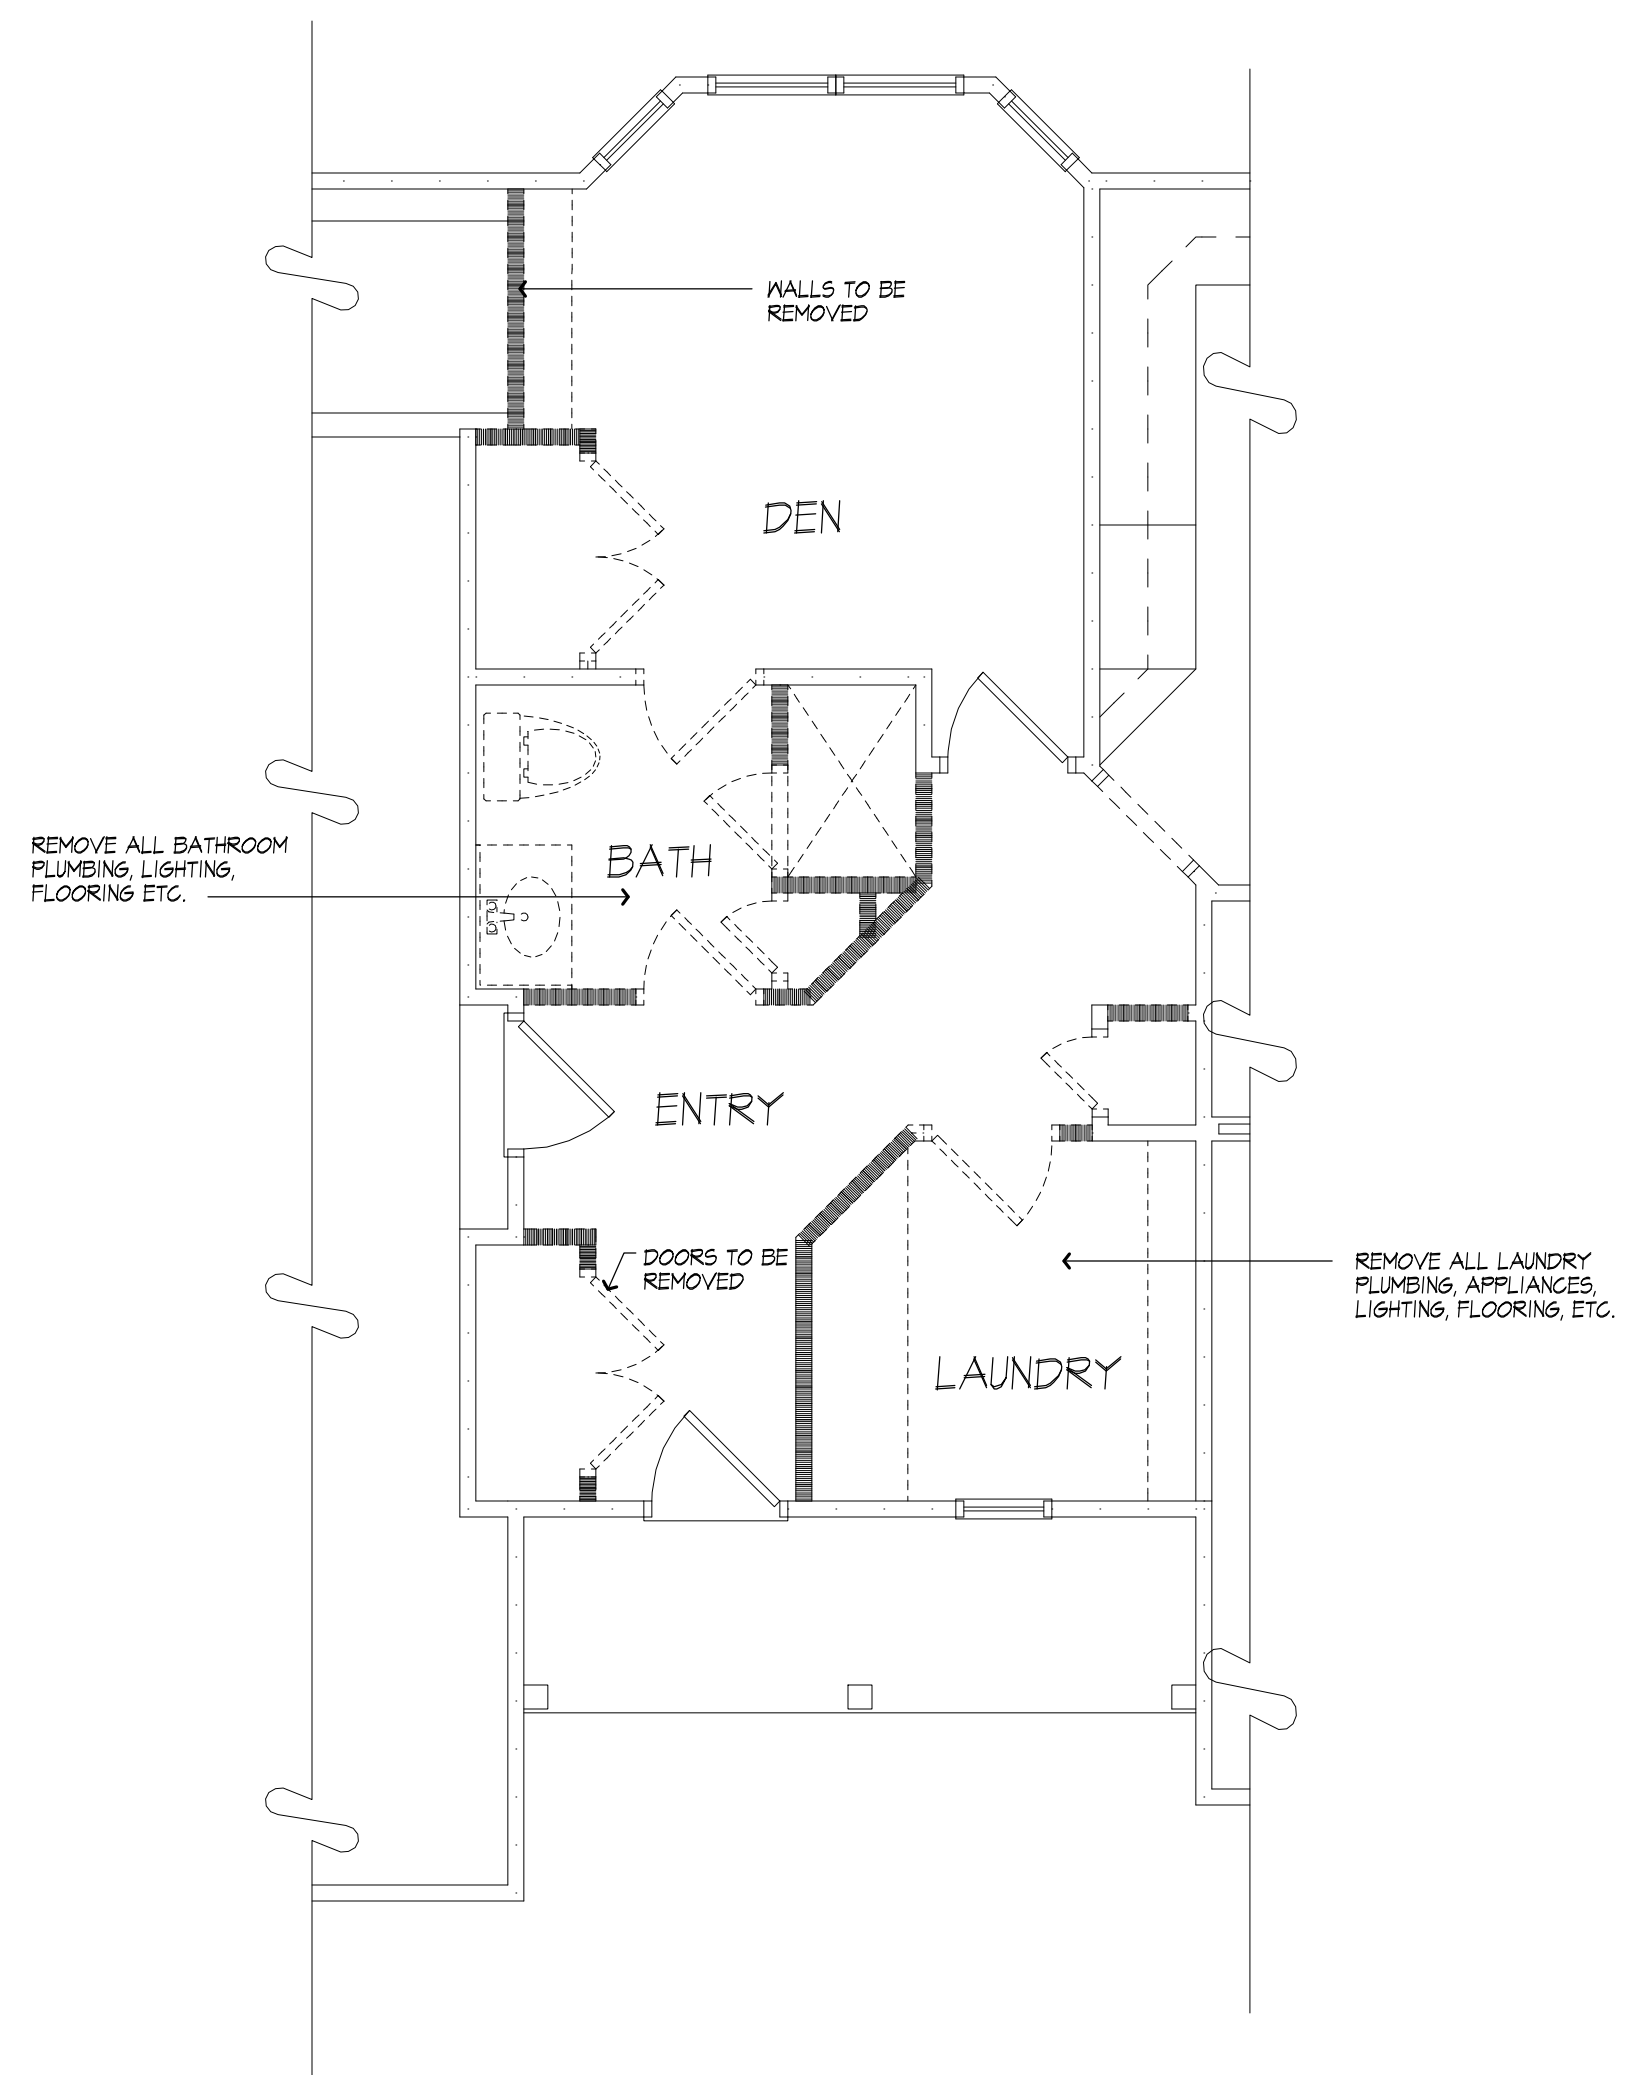 WALLS TO BE
REMOVED
DEN
REMOVE ALL BATHROOM
PLUMBING, LIGHTING,
FLOORING ETC.
BATH
ENTRY
DOORS TO BE
REMOVED
REMOVE ALL LAUNDRY
PLUMBING, APPLIANCES,
LIGHTING, FLOORING, ETC.
LAUNDRY